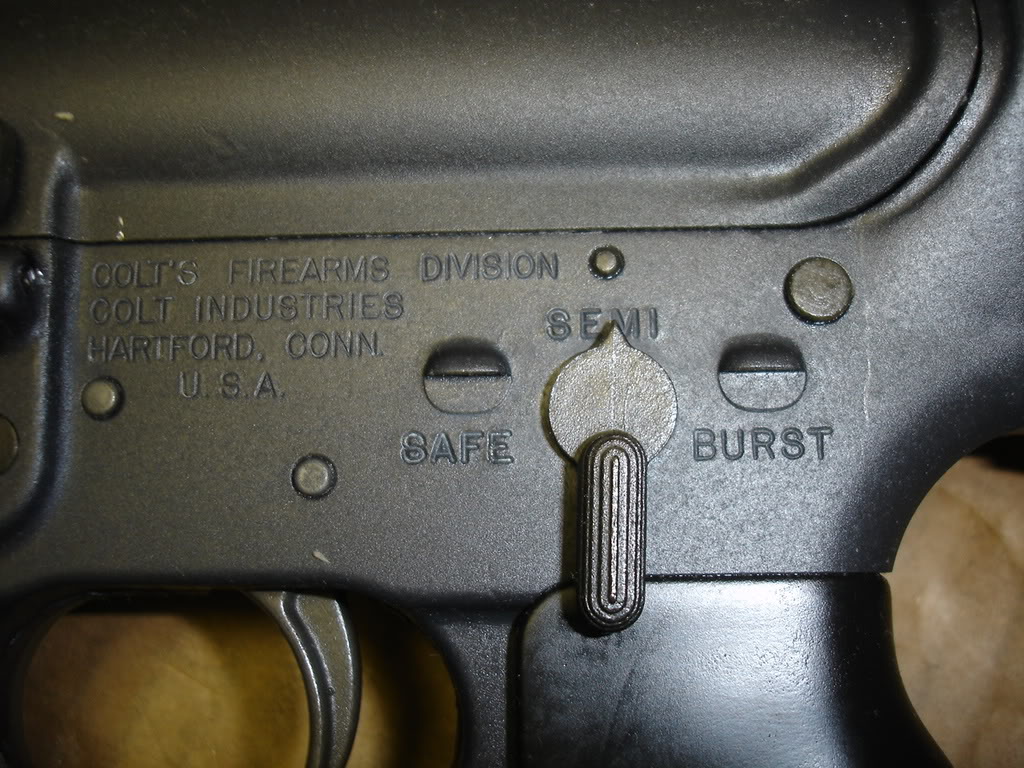 COLT'S FIREARMS DIVISION
COLT INDUSTRIES
HARTFORD, CONN.
U.S.A.
SEMI
SAFE
BURST